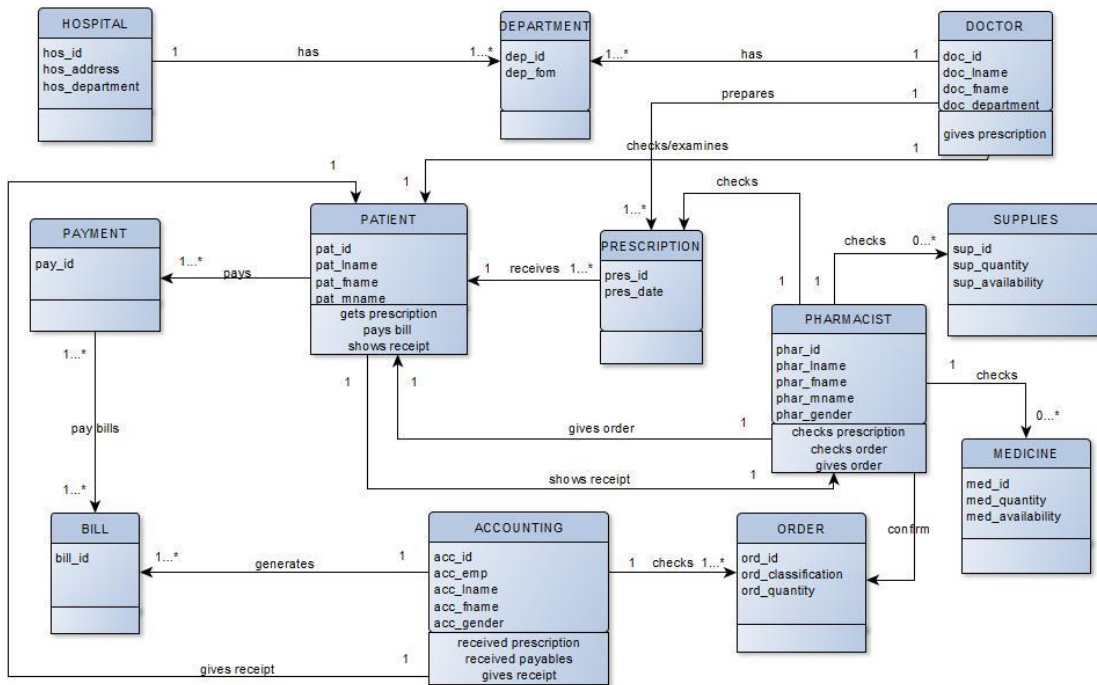 HOSPITAL
hos_id
hos_address
hos_department
1
has
1...*
DEPARTMENT
dep_id
dep_fom
1...*
has
1
DOCTOR
doc_id
doc_lname
doc_fname
doc_department
gives prescription
prepares
1
checks/examines
1
1
1
checks
1...*
PATIENT
pat_id
pat_lname
pat_fname
pat_mname
gets prescription
pays bill
shows receipt
PAYMENT
pay_id
1...*
pays
1
receives
1...*
PRESCRIPTION
pres_id
pres_date
checks
0...*
SUPPLIES
sup_id
sup_quantity
sup_availability
1
1
PHARMACIST
phar_id
phar_lname
phar_fname
phar_mname
phar_gender
checks prescription
checks order
gives order
1
checks
0...*
MEDICINE
med_id
med_quantity
med_availability
1...*
pay bills
1...*
1
1
gives order
1
shows receipt
1
confirm
BILL
bill_id
1...*
generates
1
ACCOUNTING
acc_id
acc_emp
acc_lname
acc_fname
acc_gender
received prescription
received payables
gives receipt
1
checks
1...*
ORDER
ord_id
ord_classification
ord_quantity
gives receipt
1